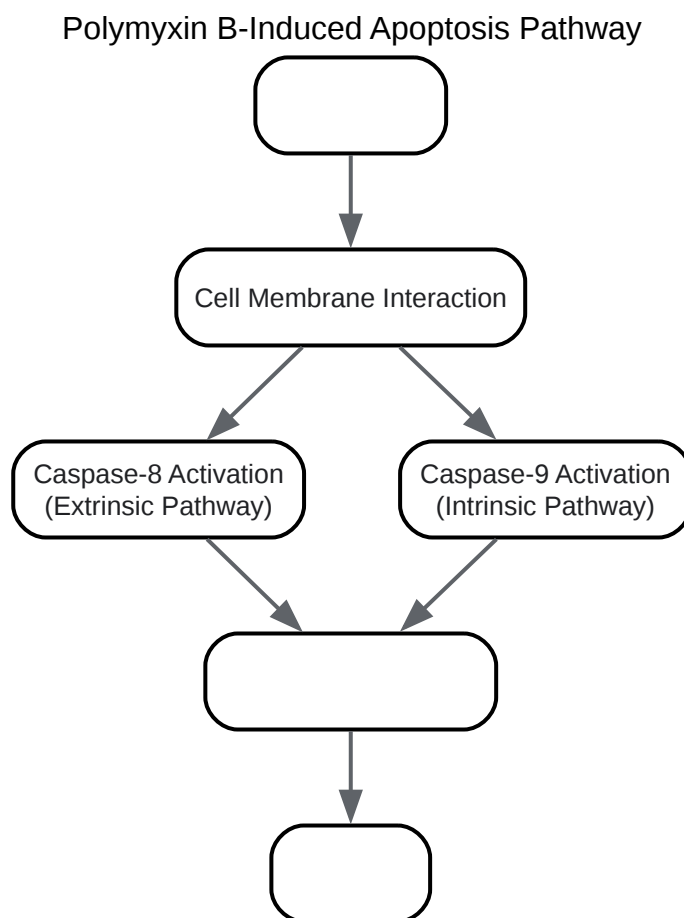 Polymyxin B-Induced Apoptosis Pathway
Cell Membrane Interaction
Caspase-8 Activation
(Extrinsic Pathway)
Caspase-9 Activation
(Intrinsic Pathway)